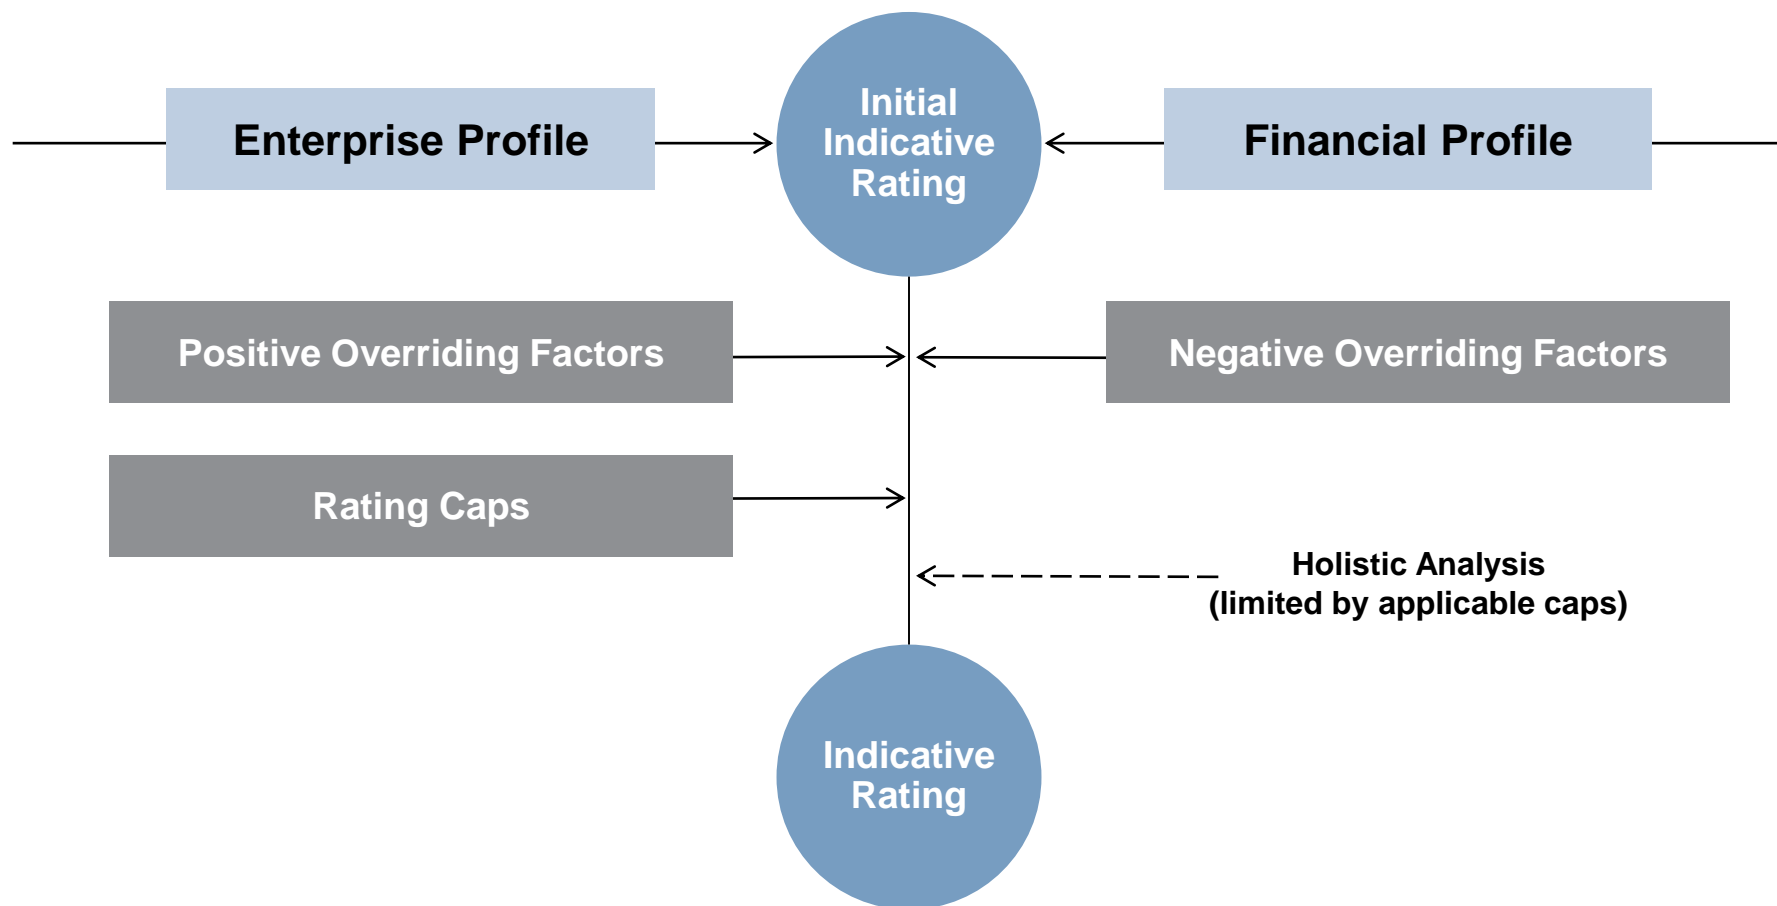 Enterprise Profile
Initial
Indicative
Rating
Financial Profile
Positive Overriding Factors
Negative Overriding Factors
Rating Caps
Holistic Analysis
(limited by applicable caps)
Indicative
Rating